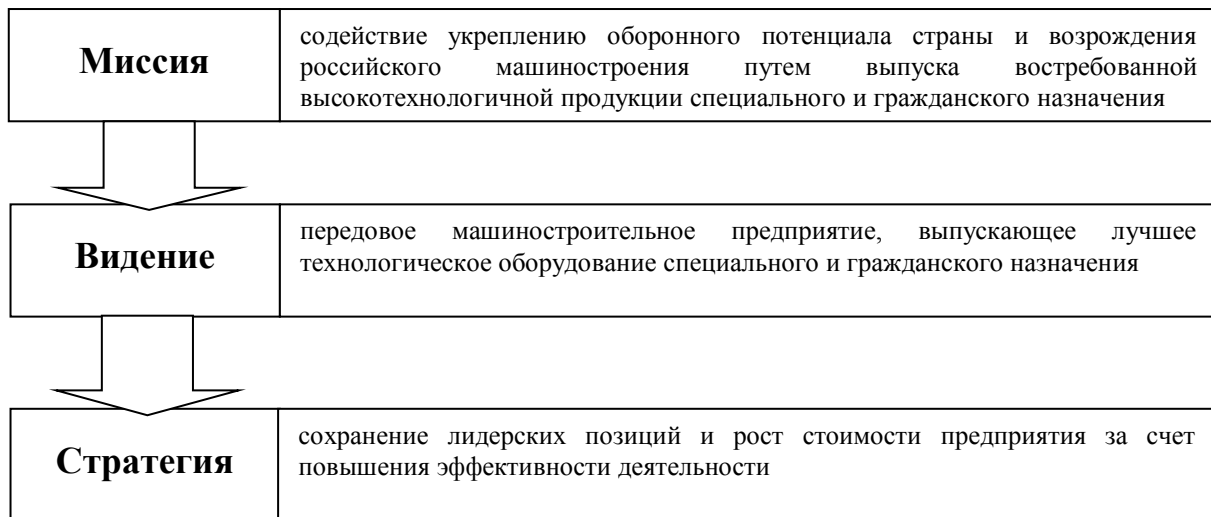 Миссия
содействие укреплению оборонного потенциала страны и возрождения
российского машиностроения путем выпуска востребованной
высокотехнологичной продукции специального и гражданского назначения
Видение
передовое машиностроительное предприятие, выпускающее лучшее
технологическое оборудование специального и гражданского назначения
Стратегия
сохранение лидерских позиций и рост стоимости предприятия за счет
повышения эффективности деятельности